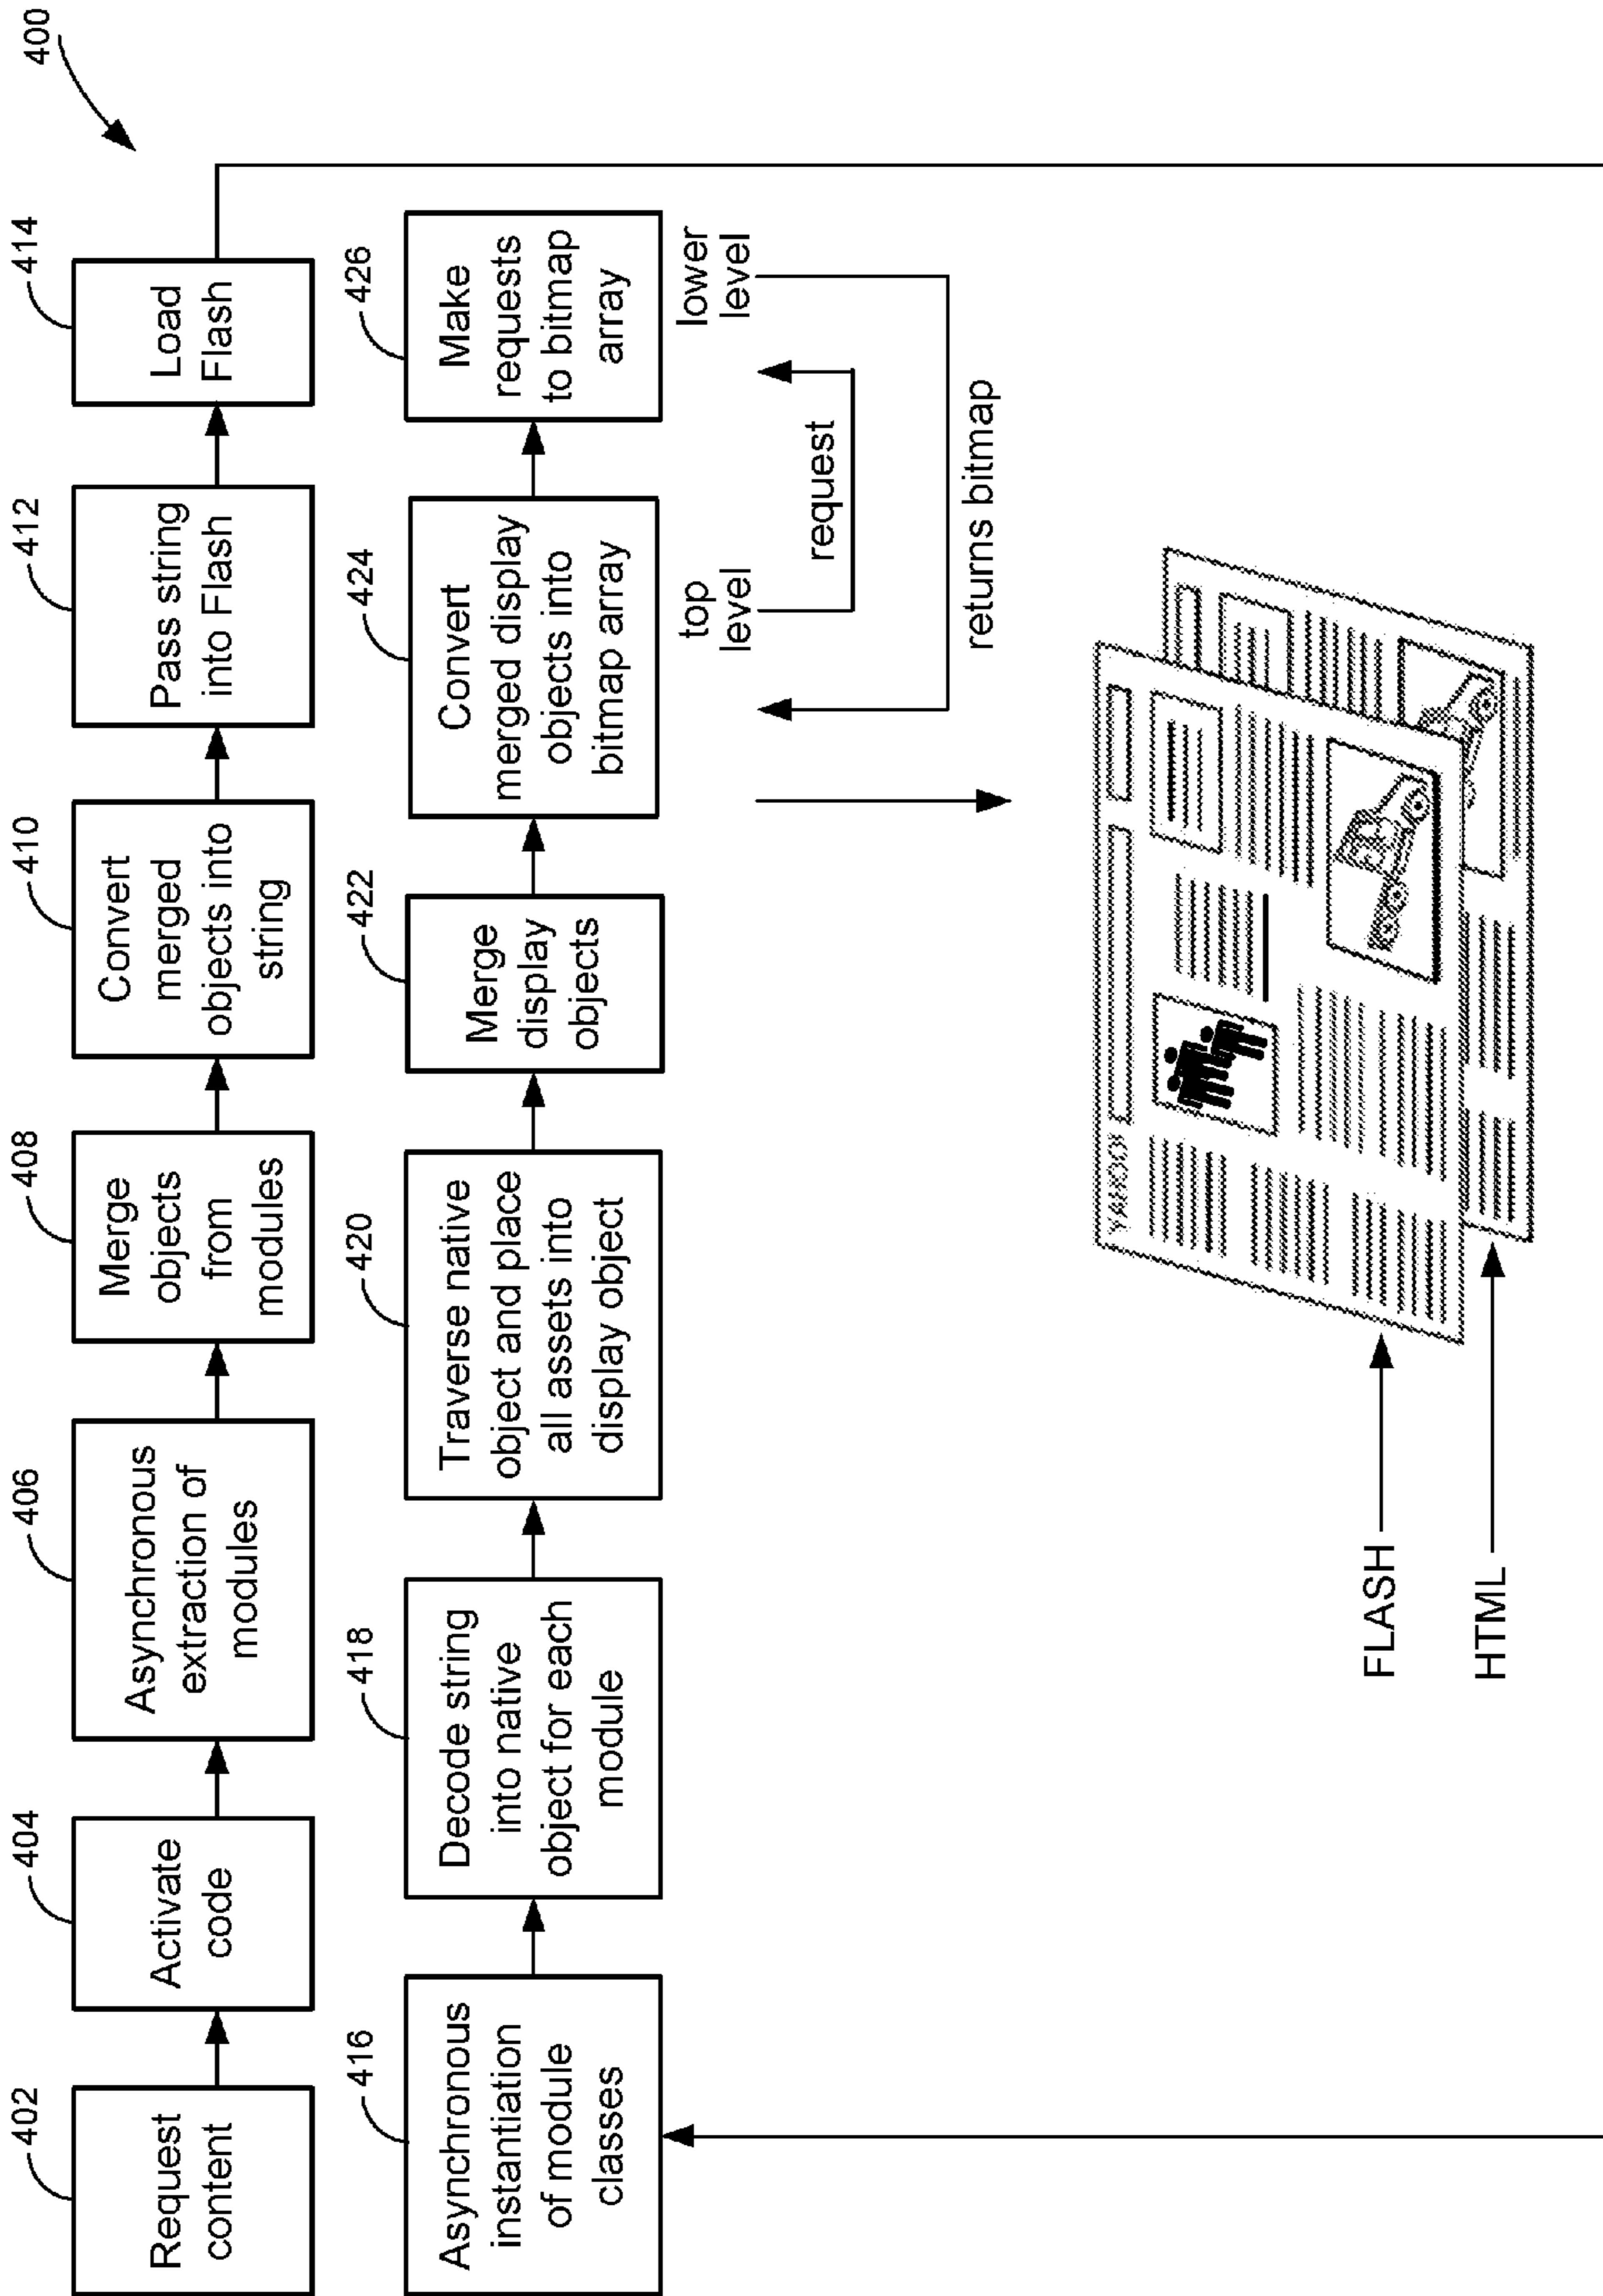 400
402
Request
content
404
Activate
code
406
Asynchronous
extraction of
modules
408
Merge
objects
from
modules
410
Convert
merged
objects into
string
412
Pass string
into Flash
414
Load
Flash
416
Asynchronous
instantiation
of module
classes
418
Decode string
into native
object for each
module
420
Traverse native
object and place
all assets into
display object
422
Merge
display
objects
424
Convert
merged display
objects into
bitmap array
426
Make
requests
to bitmap
array
top
level
lower
level
request
returns bitmap
YAHOO!
FLASH
HTML